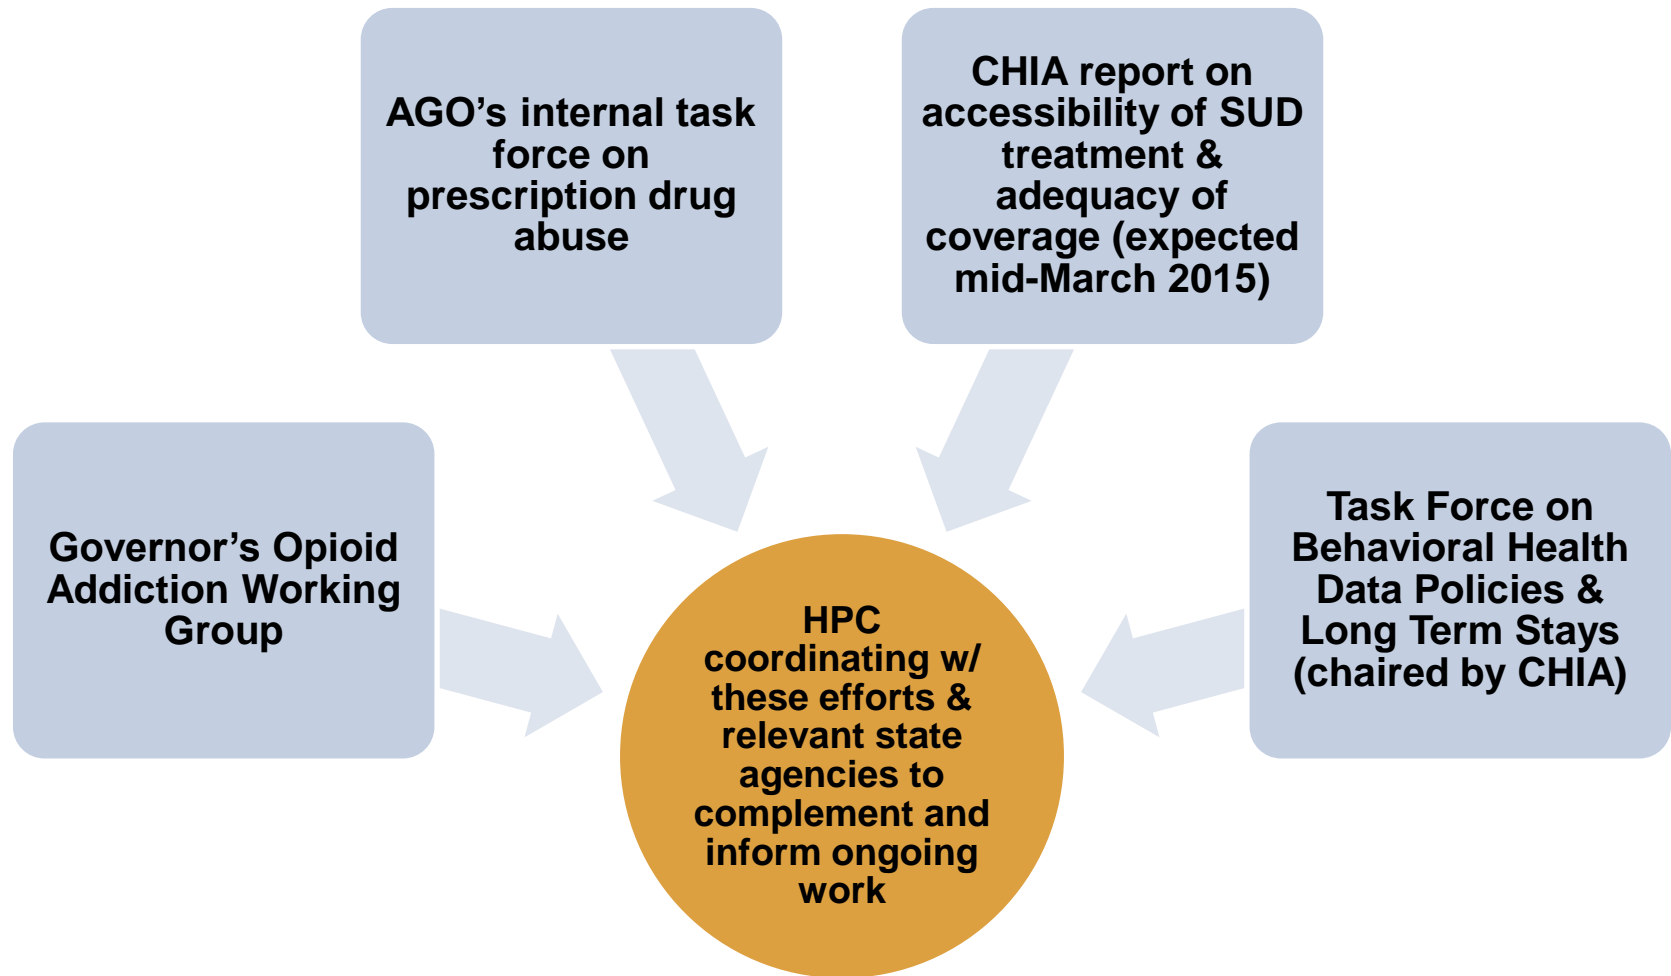 AGO’s internal task
force on
prescription drug
abuse
CHIA report on
accessibility of SUD
treatment &
adequacy of
coverage (expected
mid-March 2015)
Governor’s Opioid
Addiction Working
Group
Task Force on
Behavioral Health
Data Policies &
Long Term Stays
(chaired by CHIA)
HPC
coordinating w/
these efforts &
relevant state
agencies to
complement and
inform ongoing
work